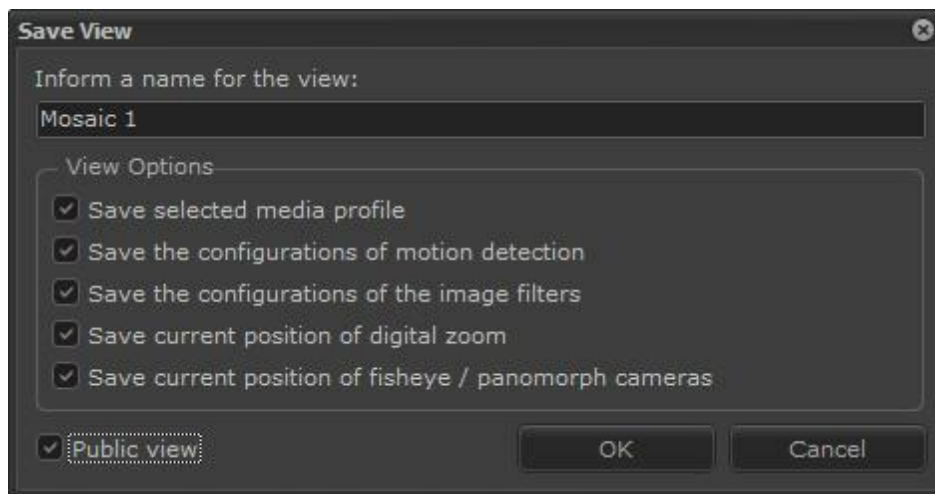 Save View
Inform a name for the view:
Mosaic 1
View Options
Save selected media profile
Save the configurations of motion detection
Save the configurations of the image filters
Save current position of digital zoom
Save current position of fisheye / panomorph cameras
Public view OK Cancel